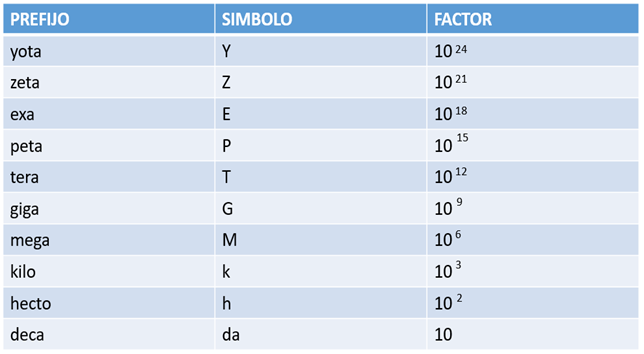 PREFIJO SIMBOLO FACTOR
yota Y 10 24
zeta Z 10 21
exa E 10 18
peta P 10 15
tera T 10 12
giga G 10 9
mega M 10 6
kilo k 10 3
hecto h 10 2
deca da 10